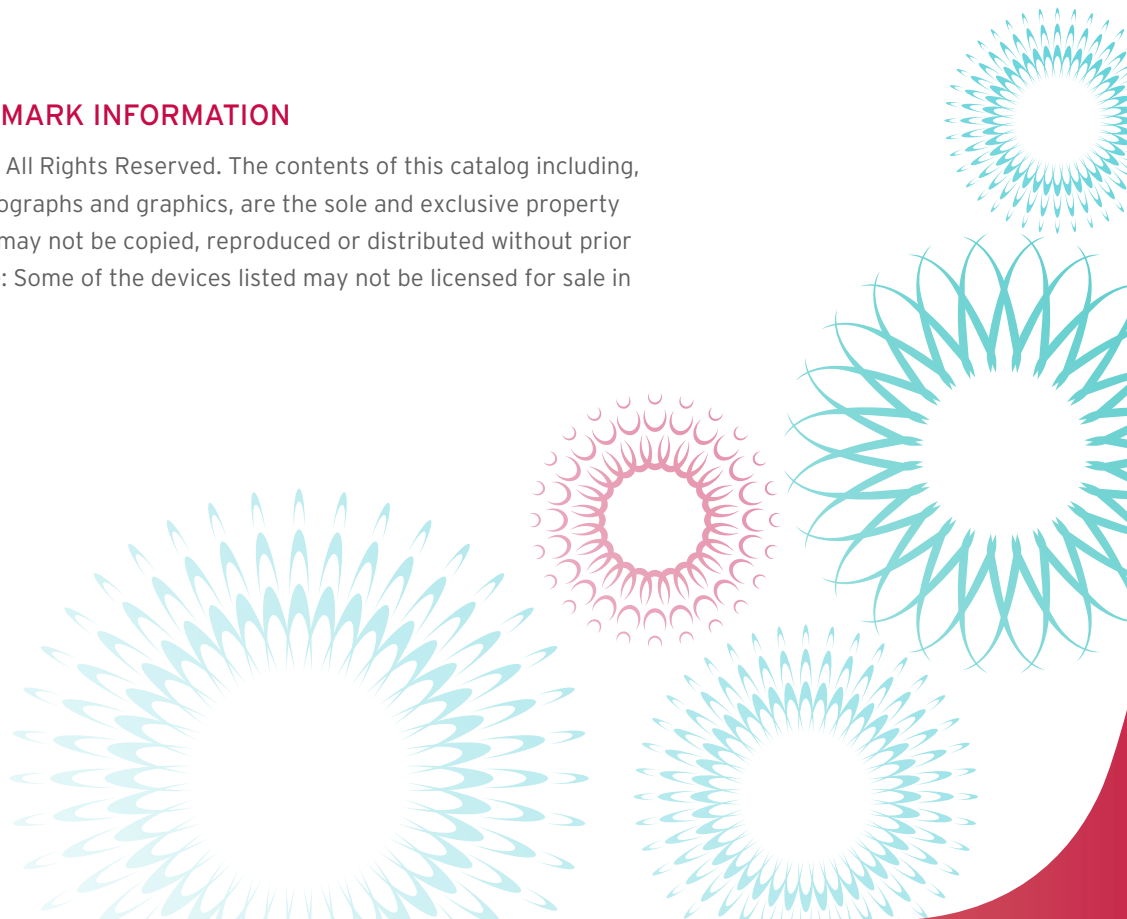 MARK INFORMATION
All Rights Reserved. The contents of this catalog including,
ographs and graphics, are the sole and exclusive property
may not be copied, reproduced or distributed without prior
: Some of the devices listed may not be licensed for sale in